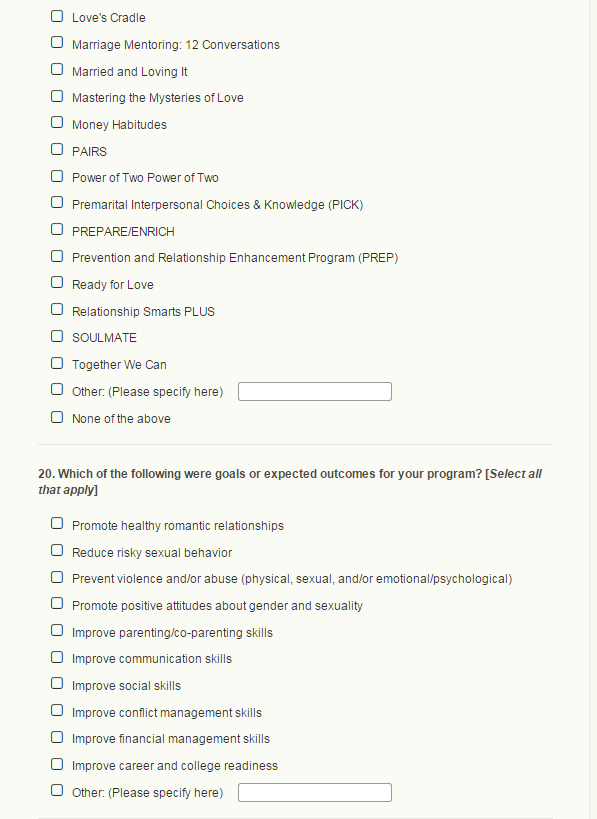 Love's Cradle
Marriage Mentoring: 12 Conversations
Married and Loving It
Mastering the Mysteries of Love
Money Habitudes
PAIRS
Power of Two Power of Two
Premarital Interpersonal Choices & Knowledge (PICK)
PREPARE/ENRICH
Prevention and Relationship Enhancement Program (PREP)
Ready for Love
Relationship Smarts PLUS
SOULMATE
Together We Can
Other: (Please specify here)
None of the above
20. Which of the following were goals or expected outcomes for your program? [Select all
that apply]
Promote healthy romantic relationships
Reduce risky sexual behavior
Prevent violence and/or abuse (physical, sexual, and/or emotional/psychological)
Promote positive attitudes about gender and sexuality
Improve parenting/co-parenting skills
Improve communication skills
Improve social skills
Improve conflict management skills
Improve financial management skills
Improve career and college readiness
Other: (Please specify here)